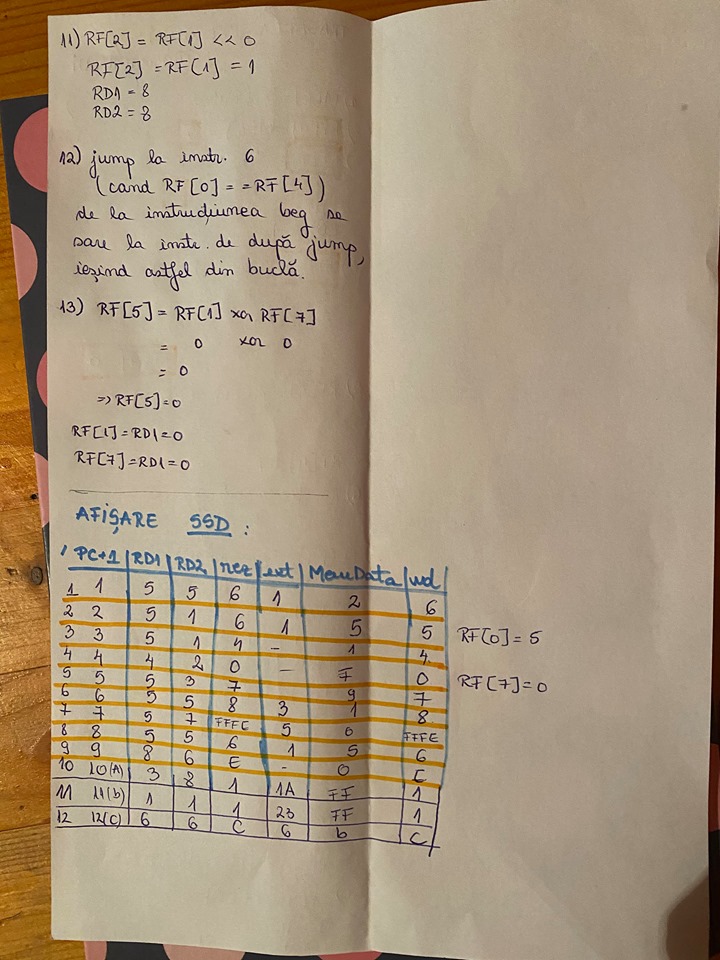 11) RF[2] = RF[1] << 0
RF[2] = RF[1] = 1
RD1 = 8
RD2 = 8
12) jump la instr. 6
(cand RF[0] = = RF[4])
de la instrucțiunea beg se
sare la instr. de după jump,
ieșind astfel din buclă.
13) RF[5] = RF[1] xor RF[7]
= 0 xor 0
= 0
=> RF[5]=0
RF[1]=RD1=0
RF[7]=RD1=0
AFIȘARE SSD :
PC+1 RD1 RD2 rez ext MemData wd
1 1 5 5 6 1 2 6
2 2 5 1 6 1 5 5
3 3 5 1 4 - 1 4
4 4 4 2 0 - F 0
5 5 5 3 7 9 7
6 6 5 5 8 3 1 8
7 7 5 7 FFFE 5 0 FFFE
8 8 5 5 6 1 5 6
9 9 8 6 E - 0 C
10 10(A) 3 8 1 1A FF 1
11 11(b) 1 1 1 23 FF 1
12 12(C) 6 6 C 6 b C
RF[0] = 5
RF[7]=0